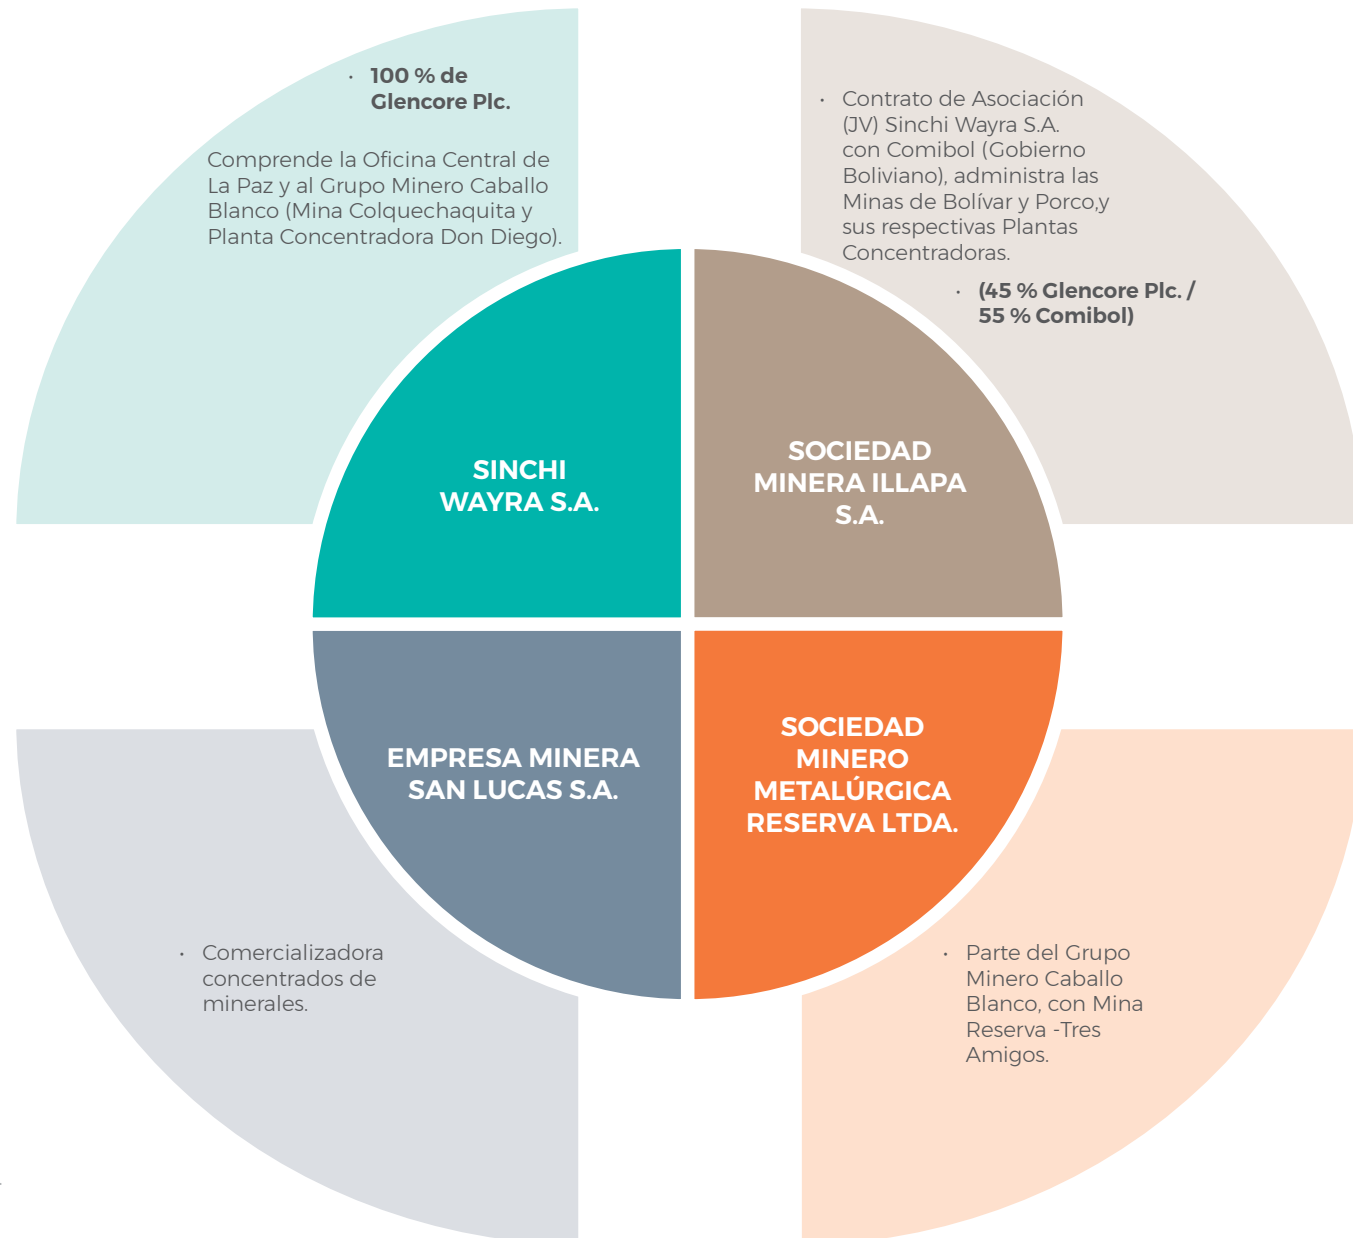 · 100 % de
Glencore Plc.
Comprende la Oficina Central de
La Paz y al Grupo Minero Caballo
Blanco (Mina Colquechaquita y
Planta Concentradora Don Diego).
· Contrato de Asociación
(JV) Sinchi Wayra S.A.
con Comibol (Gobierno
Boliviano), administra las
Minas de Bolívar y Porco,y
sus respectivas Plantas
Concentradoras.
· (45 % Glencore Plc. /
55 % Comibol)
SINCHI
WAYRA S.A.
SOCIEDAD
MINERA ILLAPA
S.A.
EMPRESA MINERA
SAN LUCAS S.A.
SOCIEDAD
MINERO
METALÚRGICA
RESERVA LTDA.
· Comercializadora
concentrados de
minerales.
· Parte del Grupo
Minero Caballo
Blanco, con Mina
Reserva -Tres
Amigos.